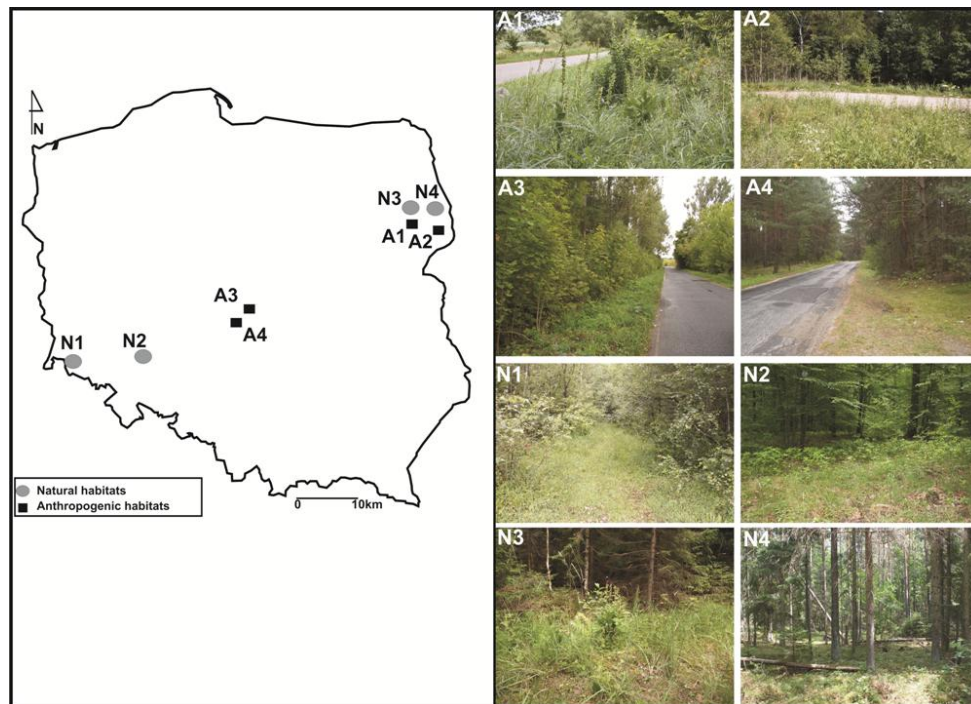 N
N3 N4
A1 A2
A3
A4
N1 N2
Natural habitats
Anthropogenic habitats
0 10km
A1
A2
A3
A4
N1
N2
N3
N4